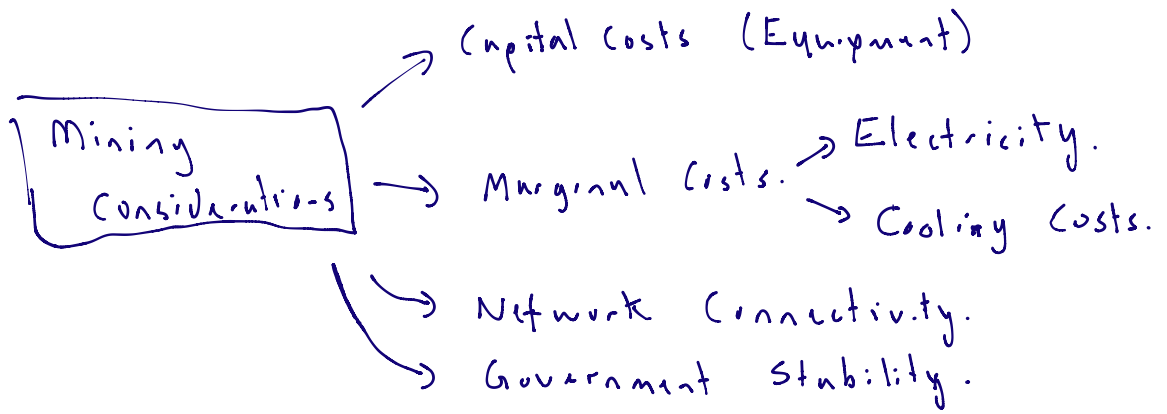 Capital Costs (Equipment)
Mining
Considerations
Marginal Costs.
Electricity.
Cooling Costs.
Network Connectivity.
Government Stability.